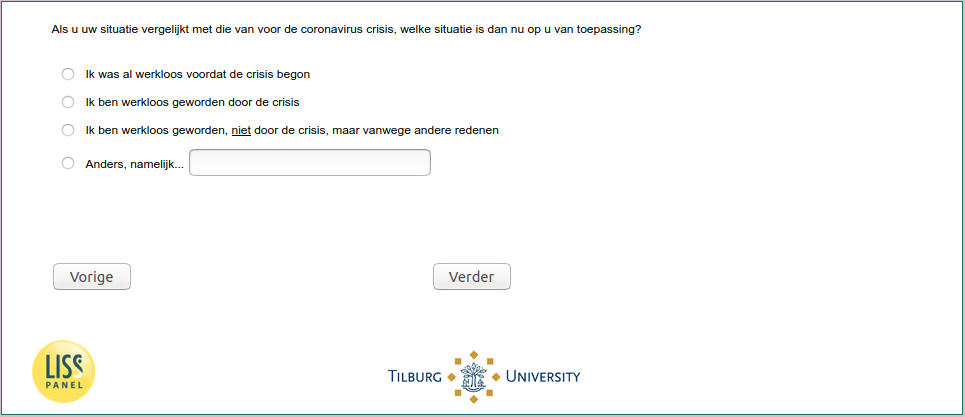 Als u uw situatie vergelijkt met die van voor de coronavirus crisis, welke situatie is dan nu op u van toepassing?
Ik was al werkloos voordat de crisis begon
Ik ben werkloos geworden door de crisis
Ik ben werkloos geworden, niet door de crisis, maar vanwege andere redenen
Anders, namelijk...
Vorige
Verder
LISS
PANEL
TILBURG UNIVERSITY